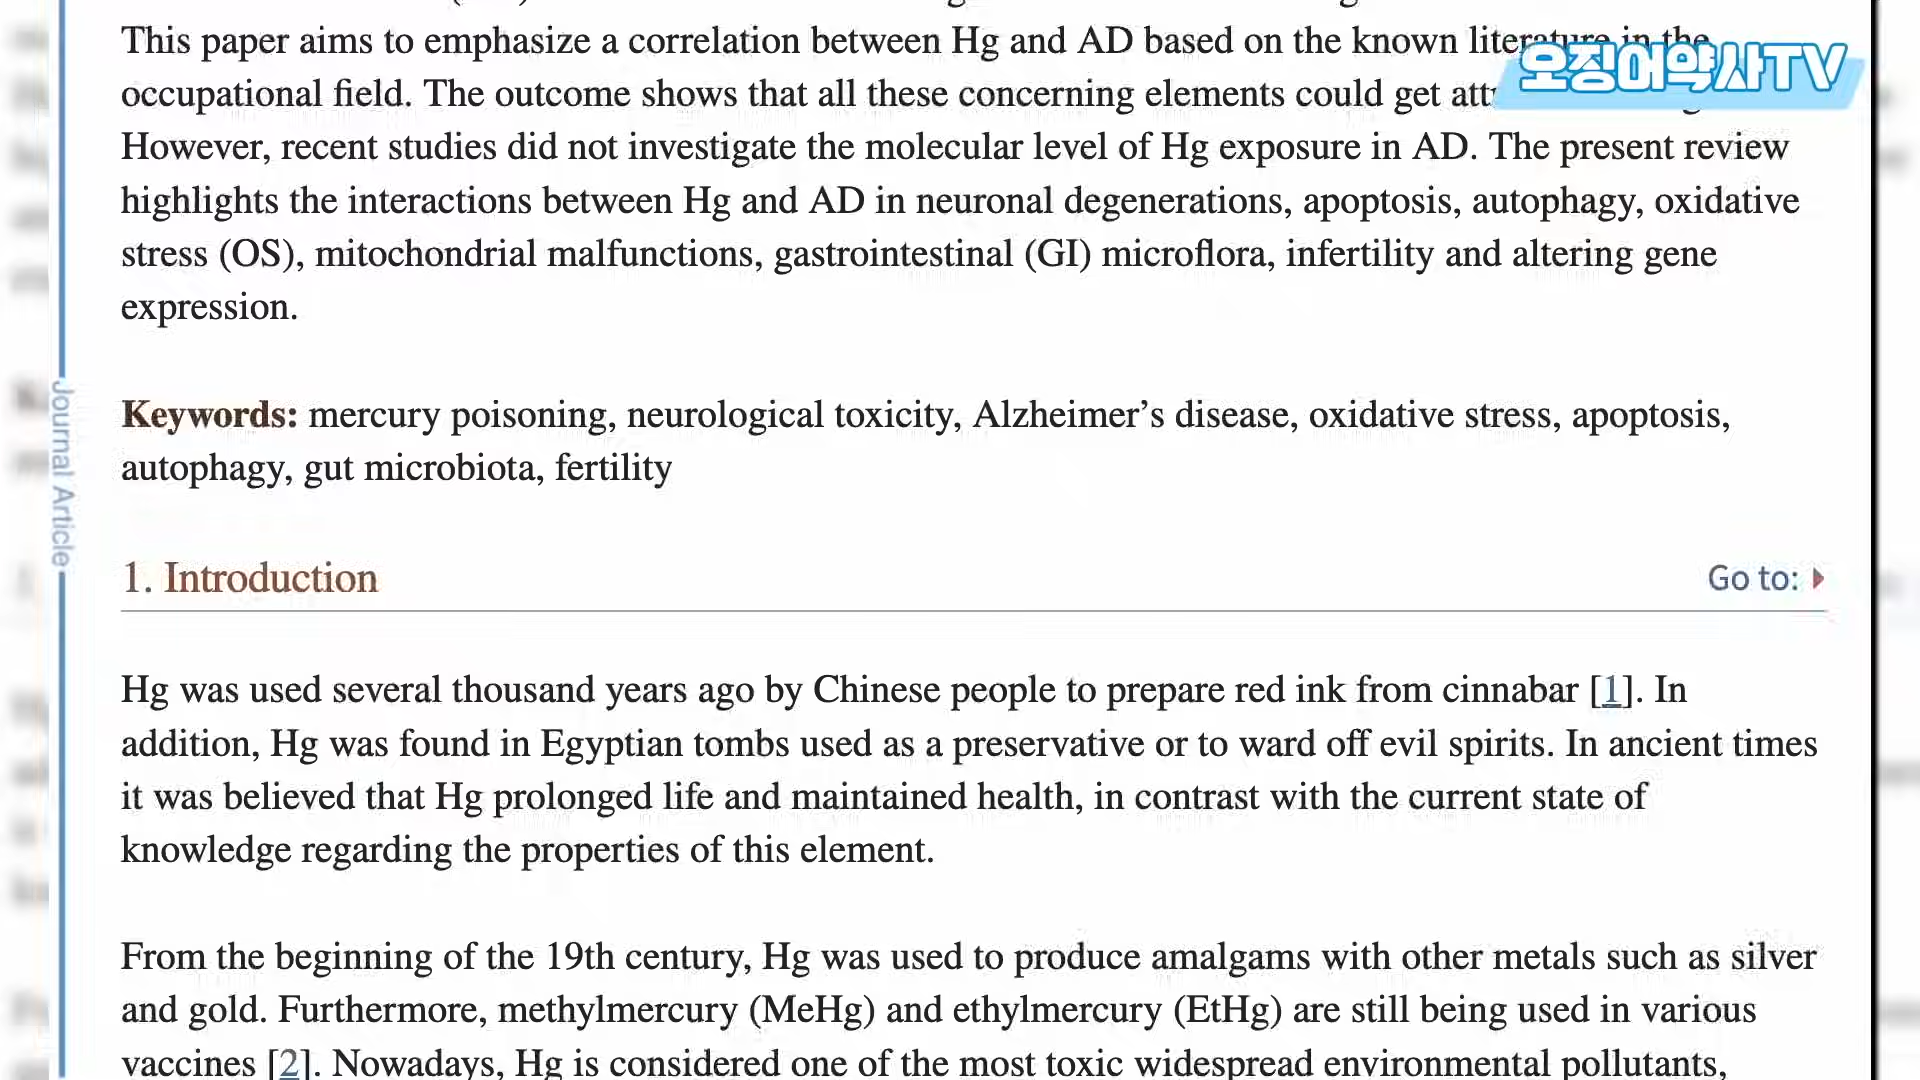 This paper aims to emphasize a correlation between Hg and AD based on the known literature in the
오징어약사TV
occupational field. The outcome shows that all these concerning elements could get
However, recent studies did not investigate the molecular level of Hg exposure in AD. The present review
highlights the interactions between Hg and AD in neuronal degenerations, apoptosis, autophagy, oxidative
stress (OS), mitochondrial malfunctions, gastrointestinal (GI) microflora, infertility and altering gene
expression.
Keywords: mercury poisoning, neurological toxicity, Alzheimer’s disease, oxidative stress, apoptosis,
autophagy, gut microbiota, fertility
Journal Article
1. Introduction
Go to:
Hg was used several thousand years ago by Chinese people to prepare red ink from cinnabar [1]. In
addition, Hg was found in Egyptian tombs used as a preservative or to ward off evil spirits. In ancient times
it was believed that Hg prolonged life and maintained health, in contrast with the current state of
knowledge regarding the properties of this element.
From the beginning of the 19th century, Hg was used to produce amalgams with other metals such as silver
and gold. Furthermore, methylmercury (MeHg) and ethylmercury (EtHg) are still being used in various
vaccines [2]. Nowadays, Hg is considered one of the most toxic widespread environmental pollutants,